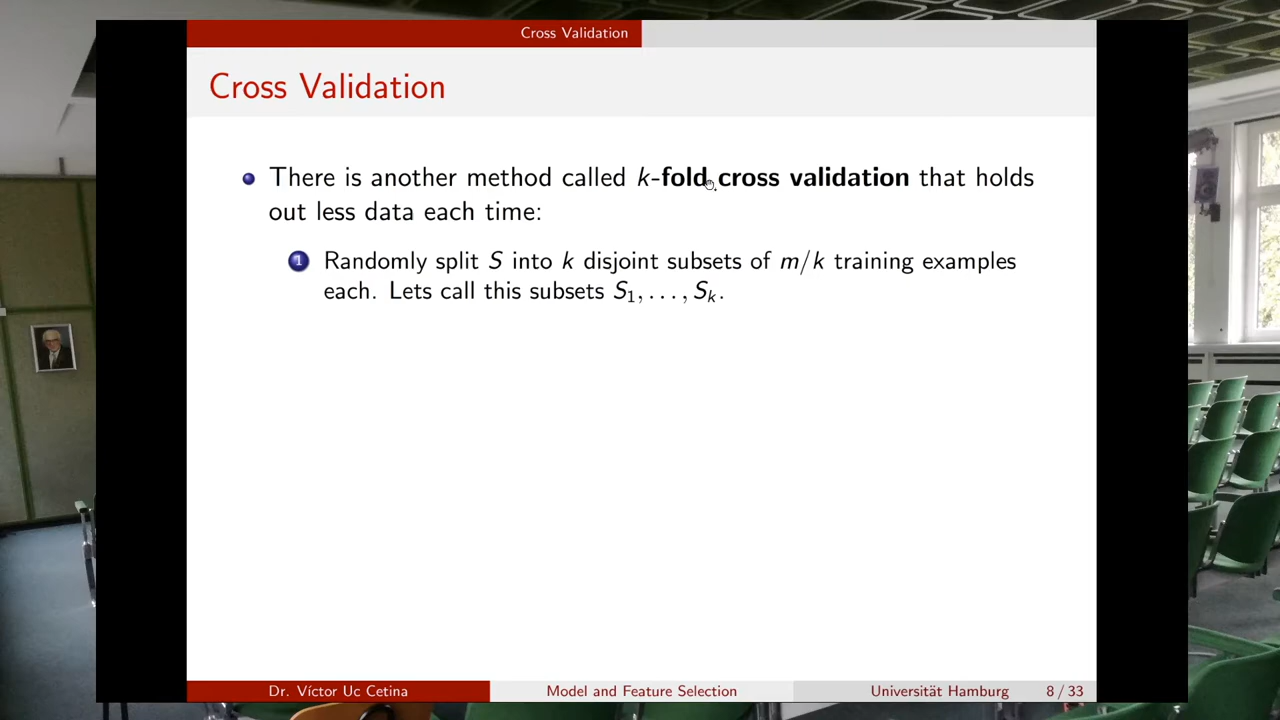 Cross Validation
Cross Validation
There is another method called k-fold cross validation that holds
out less data each time:
1 Randomly split S into k disjoint subsets of m/k training examples
each. Lets call this subsets S₁, . . . , Sₖ.
Dr. Víctor Uc Cetina Model and Feature Selection Universität Hamburg 8 / 33